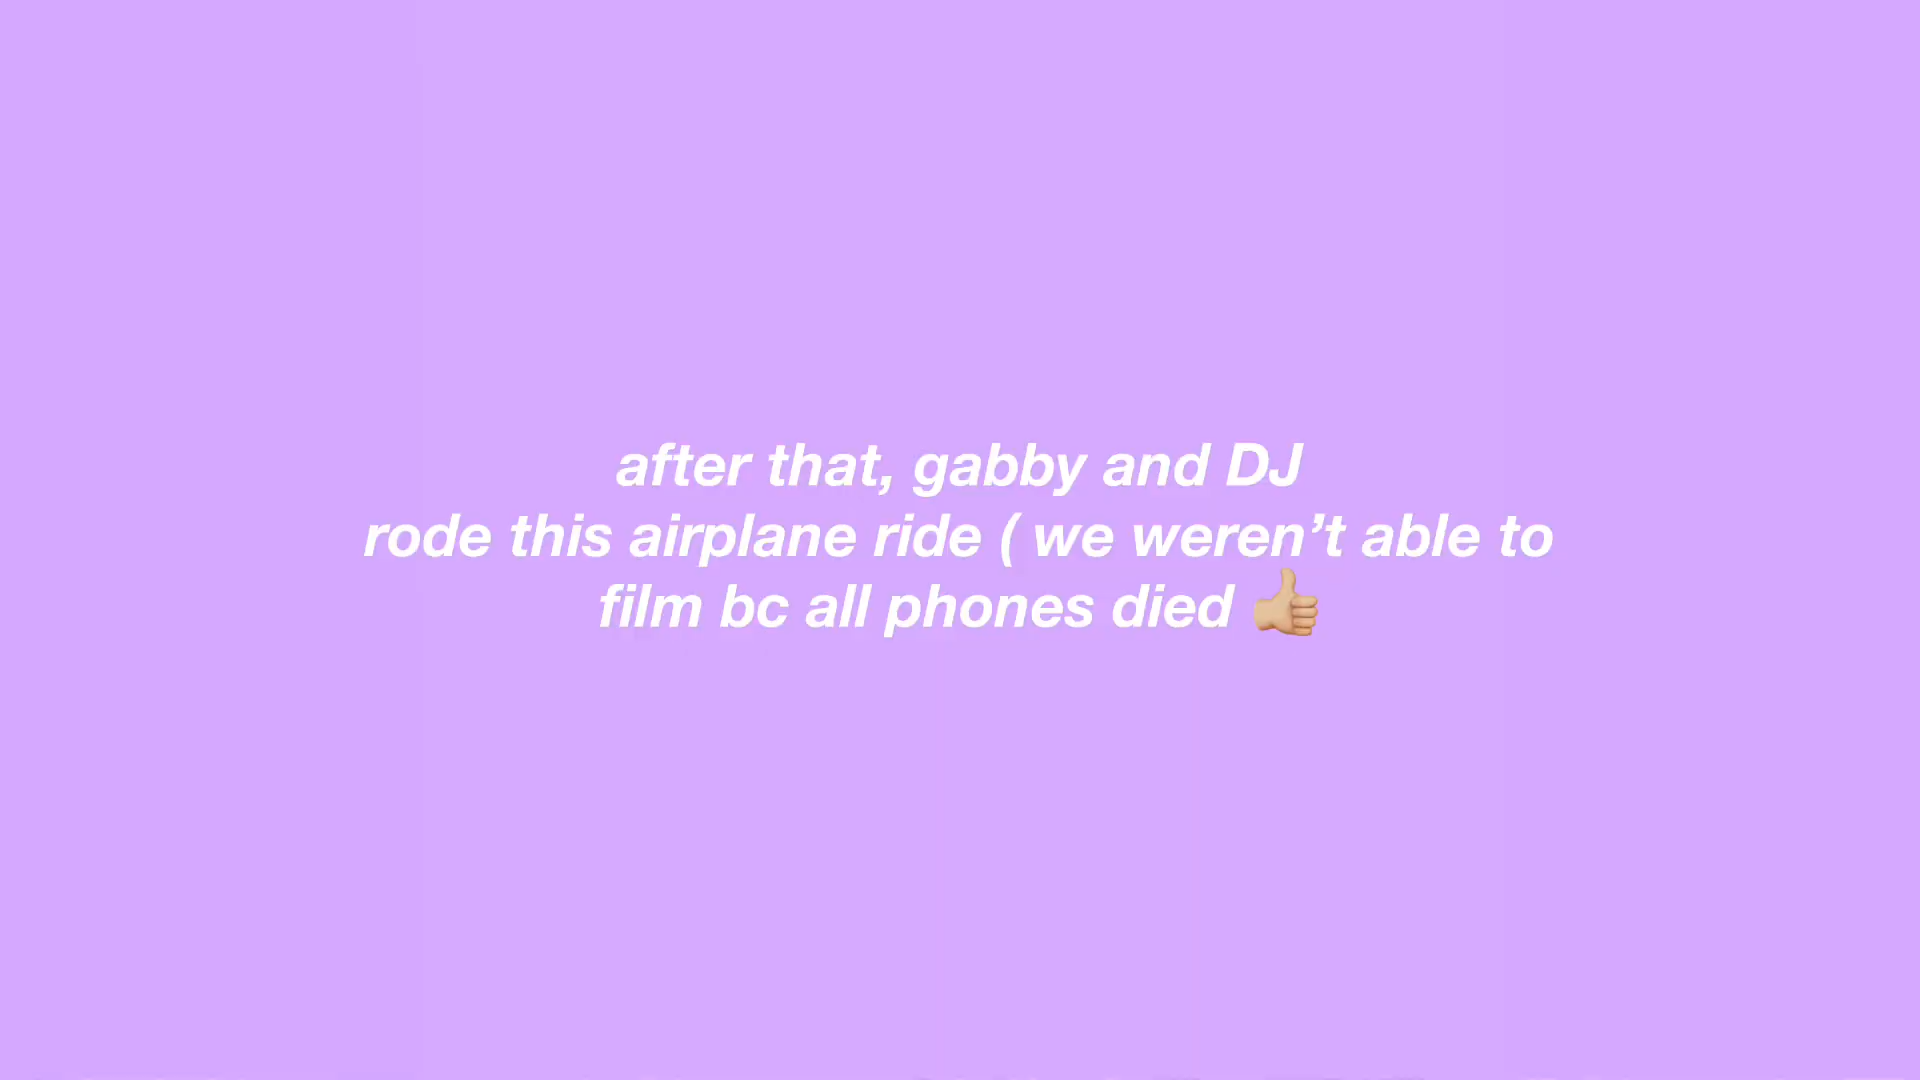 after that, gabby and DJ
rode this airplane ride ( we weren’t able to
film bc all phones died 👍🏼